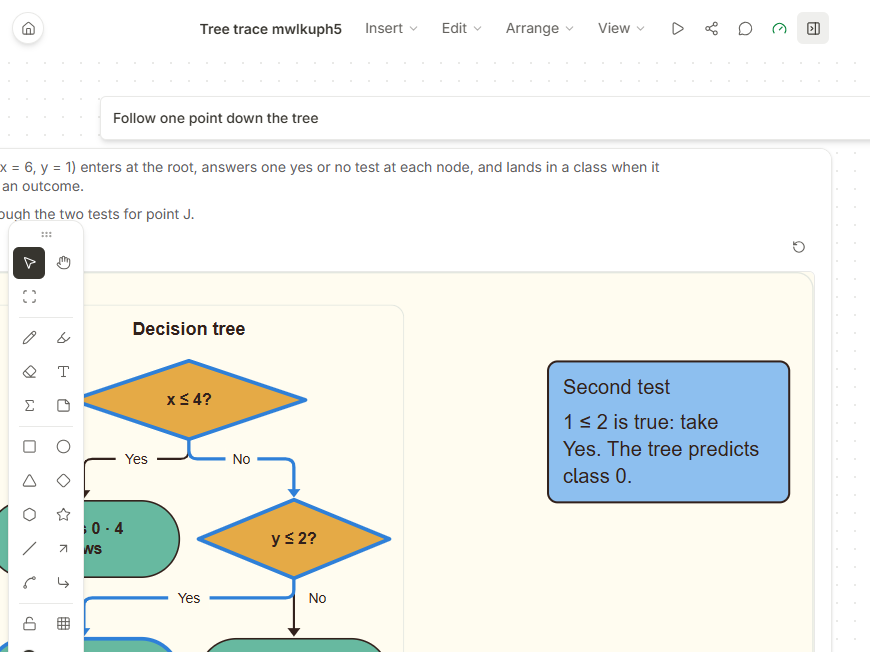 Tree trace mwlkuph5
Insert
Edit
Arrange
View
Follow one point down the tree
x = 6, y = 1) enters at the root, answers one yes or no test at each node, and lands in a class when it
an outcome.
ough the two tests for point J.
Decision tree
x ≤ 4?
Yes
No
0 · 4
ws
y ≤ 2?
Yes
No
Second test
1 ≤ 2 is true: take
Yes. The tree predicts
class 0.